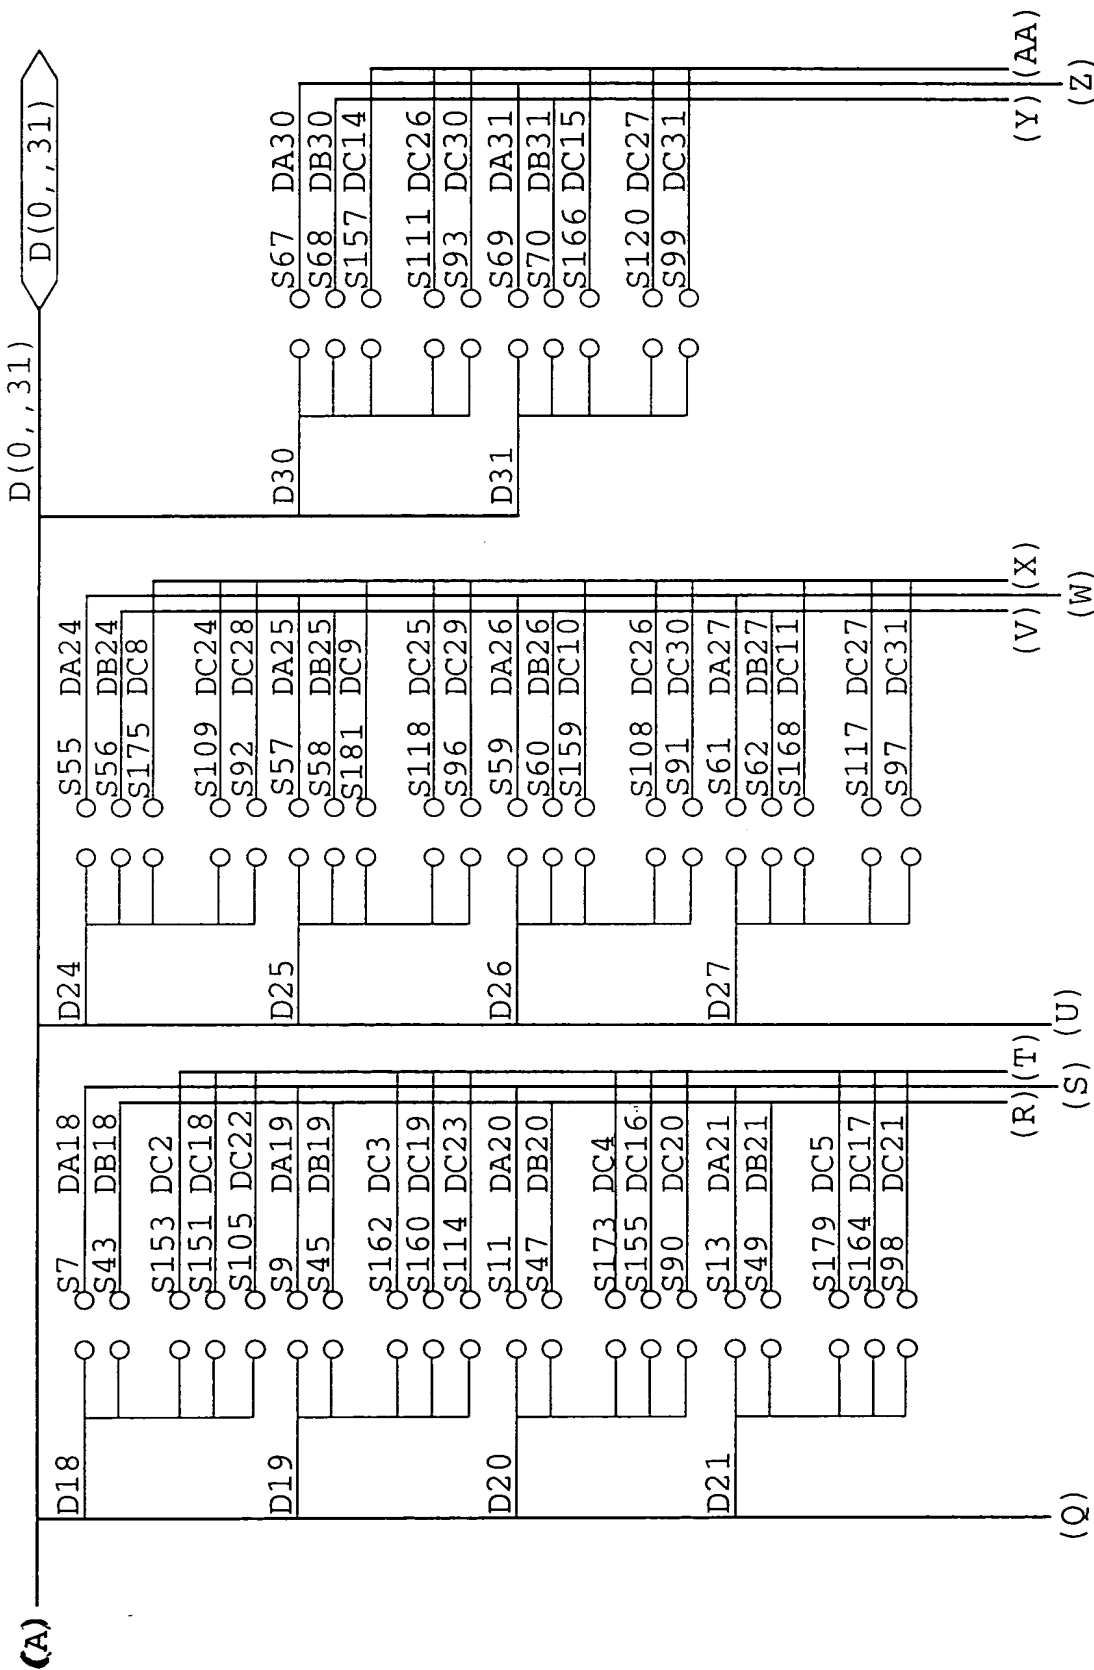 (A)
D(0,,31)
D(0,,31)
D18
S7 DA18
S43 DB18
S153 DC2
S151 DC18
S105 DC22
D19
S9 DA19
S45 DB19
S162 DC3
S160 DC19
S114 DC23
D20
S11 DA20
S47 DB20
S173 DC4
S155 DC16
S90 DC20
D21
S13 DA21
S49 DB21
S179 DC5
S164 DC17
S98 DC21
(Q)
(R)
(S)
(T)
D24
S55 DA24
S56 DB24
S175 DC8
S109 DC24
S92 DC28
D25
S57 DA25
S58 DB25
S181 DC9
S118 DC25
S96 DC29
D26
S59 DA26
S60 DB26
S159 DC10
S108 DC26
S91 DC30
D27
S61 DA27
S62 DB27
S168 DC11
S117 DC27
S97 DC31
(U)
(V)
(W)
(X)
D30
S67 DA30
S68 DB30
S157 DC14
S111 DC26
S93 DC30
D31
S69 DA31
S70 DB31
S166 DC15
S120 DC27
S99 DC31
(Y)
(Z)
(AA)